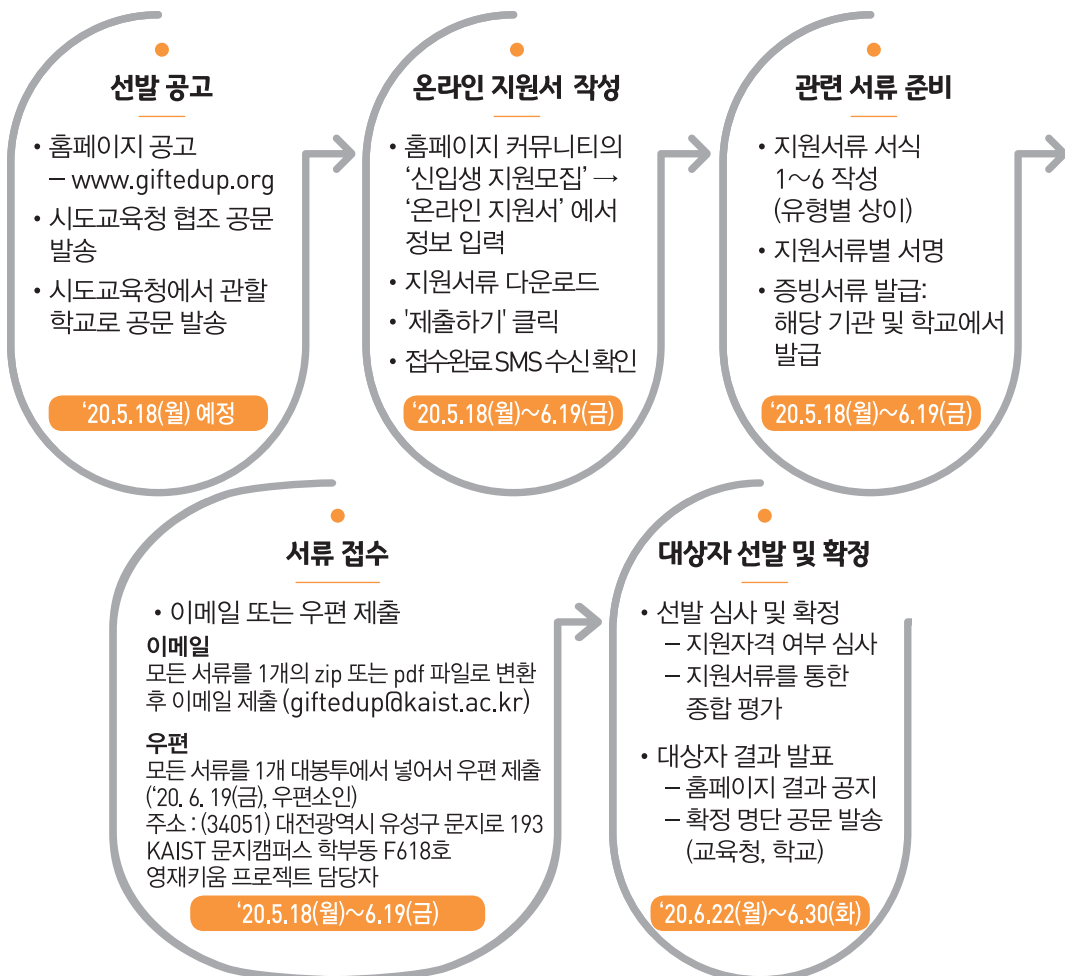 선발 공고
• 홈페이지 공고
– www.giftedup.org
• 시도교육청 협조 공문
발송
• 시도교육청에서 관할
학교로 공문 발송
‘20.5.18(월) 예정
온라인 지원서 작성
• 홈페이지 커뮤니티의
‘신입생 지원모집’ →
‘온라인 지원서’ 에서
정보 입력
• 지원서류 다운로드
• '제출하기' 클릭
• 접수완료 SMS 수신 확인
‘20.5.18(월)~6.19(금)
관련 서류 준비
• 지원서류 서식
1~6 작성
(유형별 상이)
• 지원서류별 서명
• 증빙서류 발급:
해당 기관 및 학교에서
발급
‘20.5.18(월)~6.19(금)
서류 접수
• 이메일 또는 우편 제출
이메일
모든 서류를 1개의 zip 또는 pdf 파일로 변환
후 이메일 제출 (giftedup@kaist.ac.kr)
우편
모든 서류를 1개 대봉투에서 넣어서 우편 제출
(‘20. 6. 19(금), 우편소인)
주소 : (34051) 대전광역시 유성구 문지로 193
KAIST 문지캠퍼스 학부동 F618호
영재키움 프로젝트 담당자
‘20.5.18(월)~6.19(금)
대상자 선발 및 확정
• 선발 심사 및 확정
– 지원자격 여부 심사
– 지원서류를 통한
종합 평가
• 대상자 결과 발표
– 홈페이지 결과 공지
– 확정 명단 공문 발송
(교육청, 학교)
‘20.6.22(월)~6.30(화)